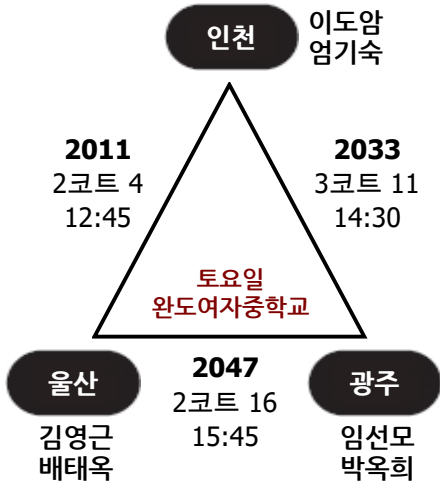 인천
이도암
엄기숙
2011
2코트 4
12:45
2033
3코트 11
14:30
토요일
완도여자중학교
울산
김영근
배태옥
2047
2코트 16
15:45
광주
임선모
박옥희